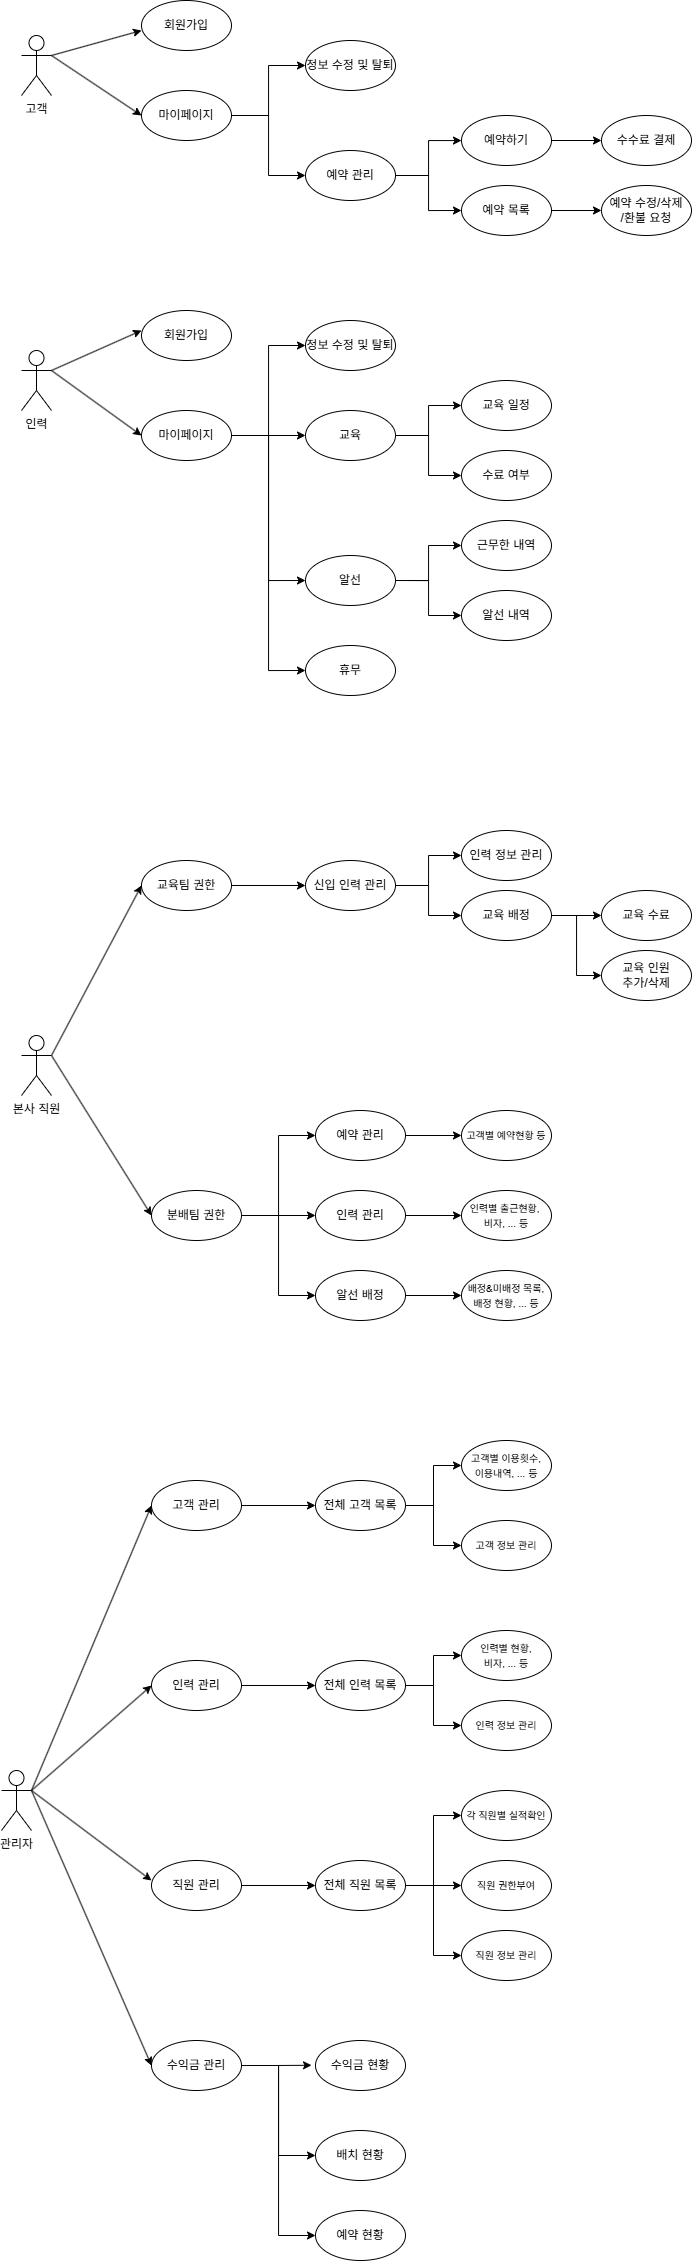 회원가입
고객
정보 수정 및 탈퇴
마이페이지
예약하기
수수료 결제
예약 관리
예약 목록
예약 수정/삭제
/환불 요청
회원가입
인력
정보 수정 및 탈퇴
마이페이지
교육
교육 일정
수료 여부
근무한 내역
알선
알선 내역
휴무
교육팀 권한
신입 인력 관리
인력 정보 관리
교육 배정
교육 수료
교육 인원
추가/삭제
본사 직원
예약 관리
고객별 예약현황 등
분배팀 권한
인력 관리
인력별 출근현황,
비자, ... 등
알선 배정
배정&미배정 목록,
배정 현황, ... 등
고객 관리
전체 고객 목록
고객별 이용횟수,
이용내역, ... 등
고객 정보 관리
인력 관리
전체 인력 목록
인력별 현황,
비자, ... 등
인력 정보 관리
관리자
각 직원별 실적확인
직원 관리
전체 직원 목록
직원 권한부여
직원 정보 관리
수익금 관리
수익금 현황
배치 현황
예약 현황